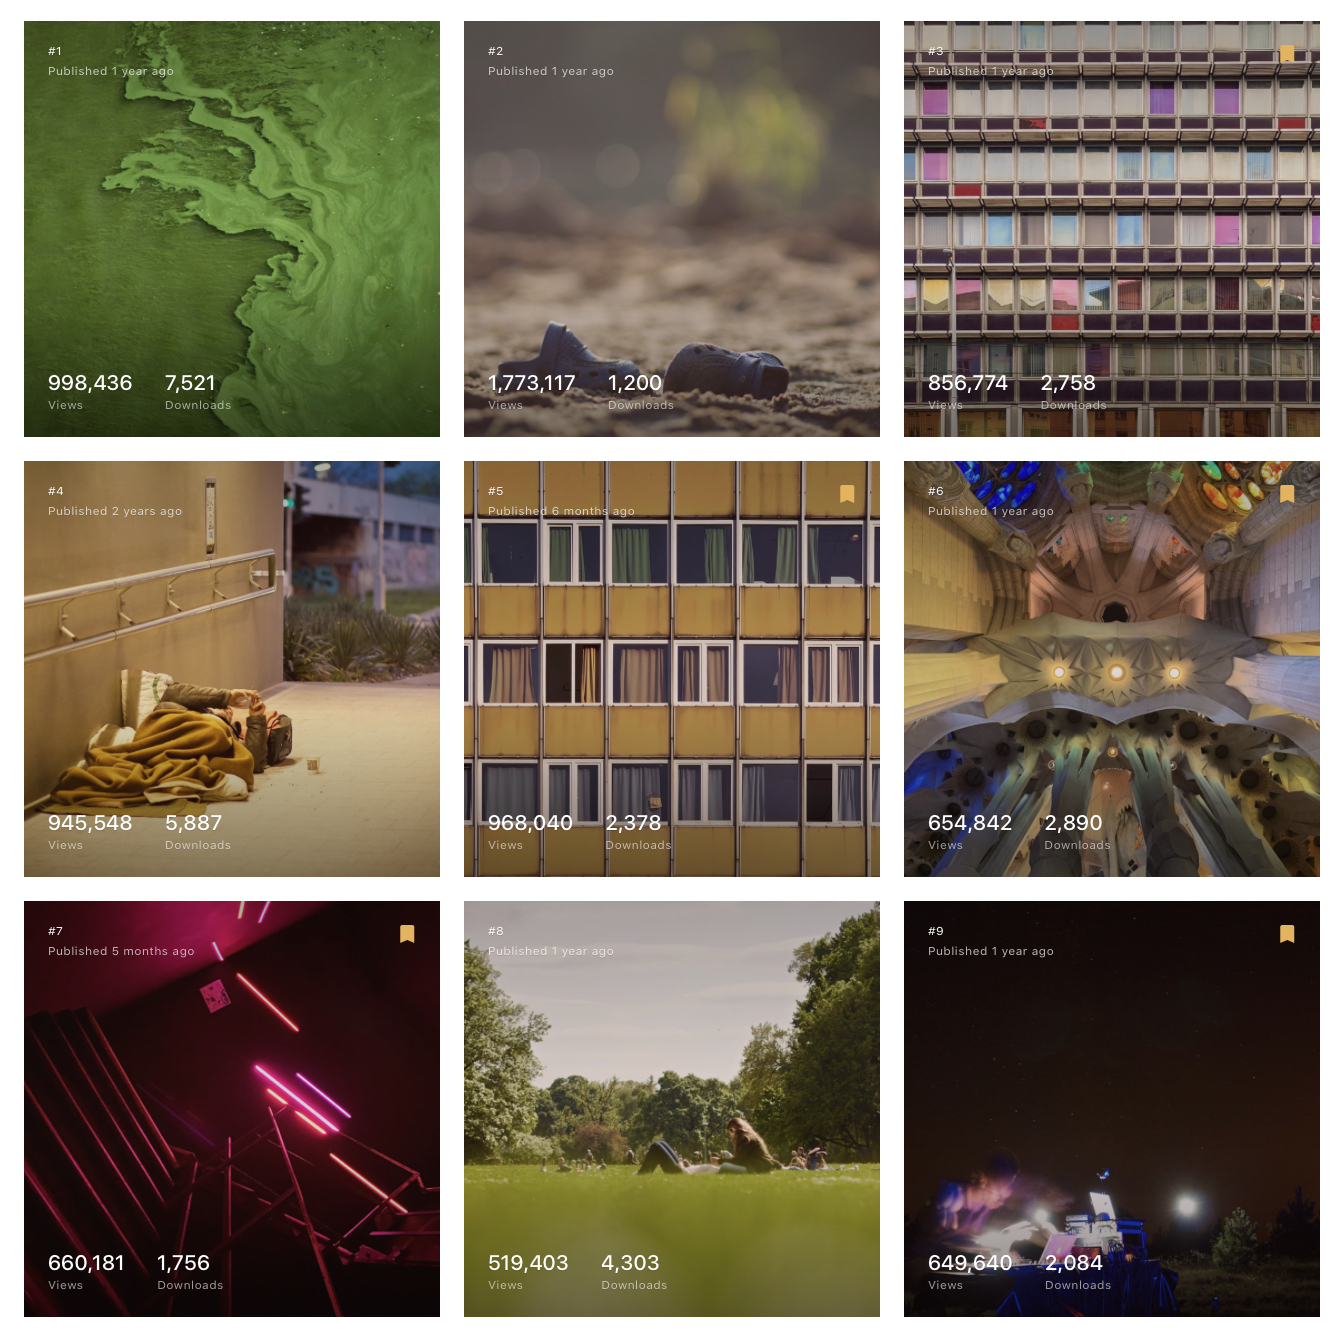 #1
Published 1 year ago
998,436 7,521
Views Downloads
#2
Published 1 year ago
1,773,117 1,200
Views Downloads
#3
Published 1 year ago
856,774 2,758
Views Downloads
#4
Published 2 years ago
945,548 5,887
Views Downloads
#5
Published 6 months ago
968,040 2,378
Views Downloads
#6
Published 1 year ago
654,842 2,890
Views Downloads
#7
Published 5 months ago
660,181 1,756
Views Downloads
#8
Published 1 year ago
519,403 4,303
Views Downloads
#9
Published 1 year ago
649,640 2,084
Views Downloads